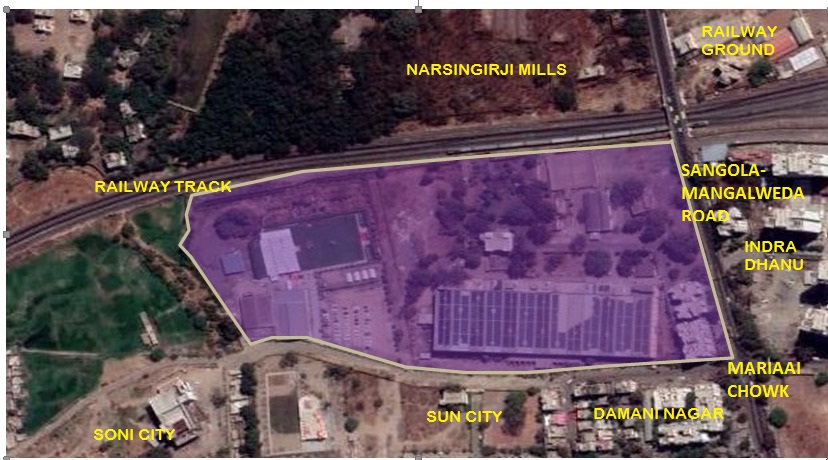 RAILWAY
GROUND
NARSINGIRJI MILLS
SANGOLA-
MANGALWEDA
ROAD
RAILWAY TRACK
INDRA
DHANU
MARIAAI
CHOWK
SUN CITY
DAMANI NAGAR
SONI CITY